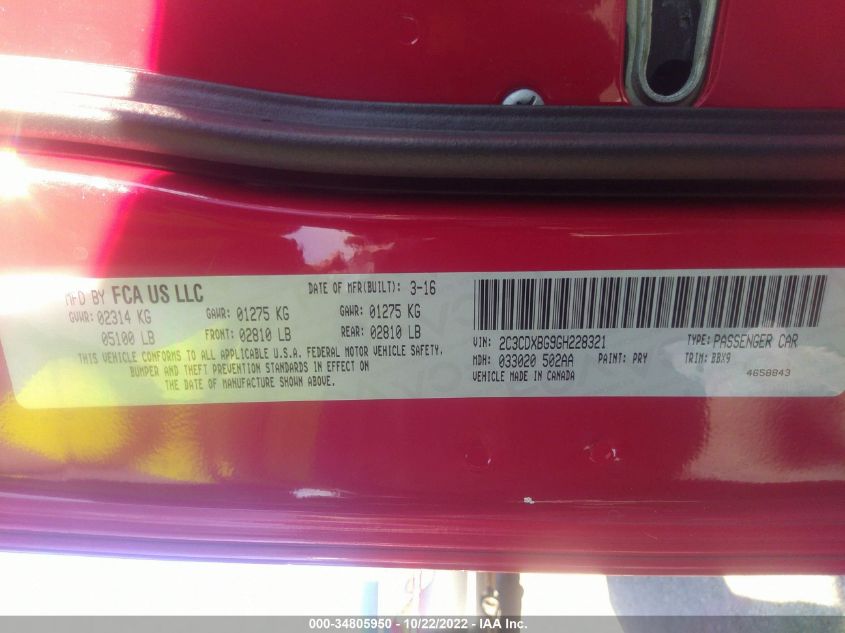 MFD BY FCA US LLC
DATE OF MFR(BUILT): 3-16
GVWR: 02314 KG GAWR: 01275 KG GAWR: 01275 KG
05100 LB FRONT: 02810 LB REAR: 02810 LB
THIS VEHICLE CONFORMS TO ALL APPLICABLE U.S.A. FEDERAL MOTOR VEHICLE SAFETY,
BUMPER AND THEFT PREVENTION STANDARDS IN EFFECT ON
THE DATE OF MANUFACTURE SHOWN ABOVE.
VIN: 2C3CDXBG9GH228321 TYPE: PASSENGER CAR
MDH: 033020 502AA PAINT: PRY TRIM: BBX9
VEHICLE MADE IN CANADA 4658843
000-34805950 - 10/22/2022 - IAA Inc.